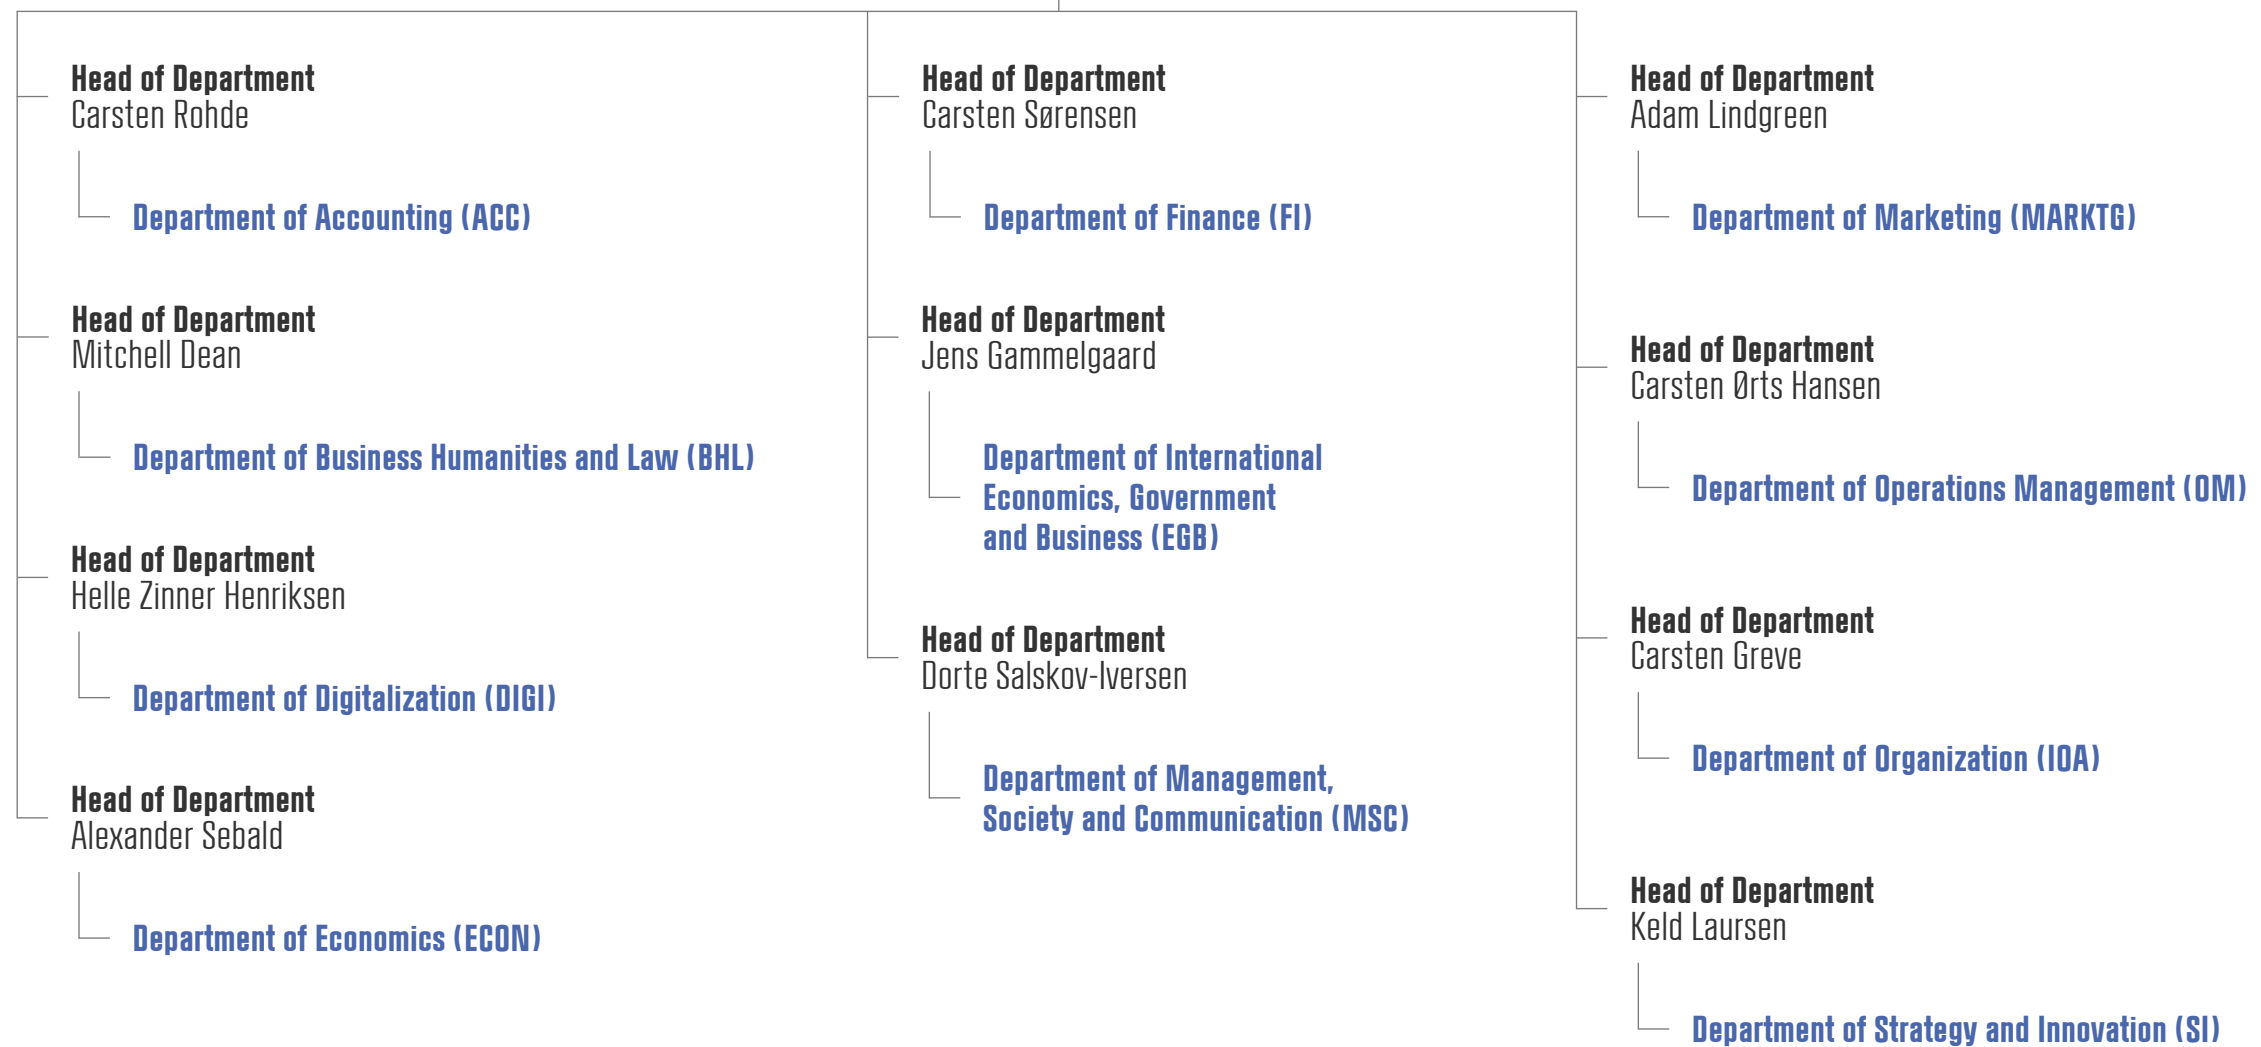 Head of Department
Carsten Rohde
Department of Accounting (ACC)
Head of Department
Mitchell Dean
Department of Business Humanities and Law (BHL)
Head of Department
Helle Zinner Henriksen
Department of Digitalization (DIGI)
Head of Department
Alexander Sebald
Department of Economics (ECON)
Head of Department
Carsten Sørensen
Department of Finance (FI)
Head of Department
Jens Gammelgaard
Department of International
Economics, Government
and Business (EGB)
Head of Department
Dorte Salskov-Iversen
Department of Management,
Society and Communication (MSC)
Head of Department
Adam Lindgreen
Department of Marketing (MARKTG)
Head of Department
Carsten Ørts Hansen
Department of Operations Management (OM)
Head of Department
Carsten Greve
Department of Organization (IOA)
Head of Department
Keld Laursen
Department of Strategy and Innovation (SI)